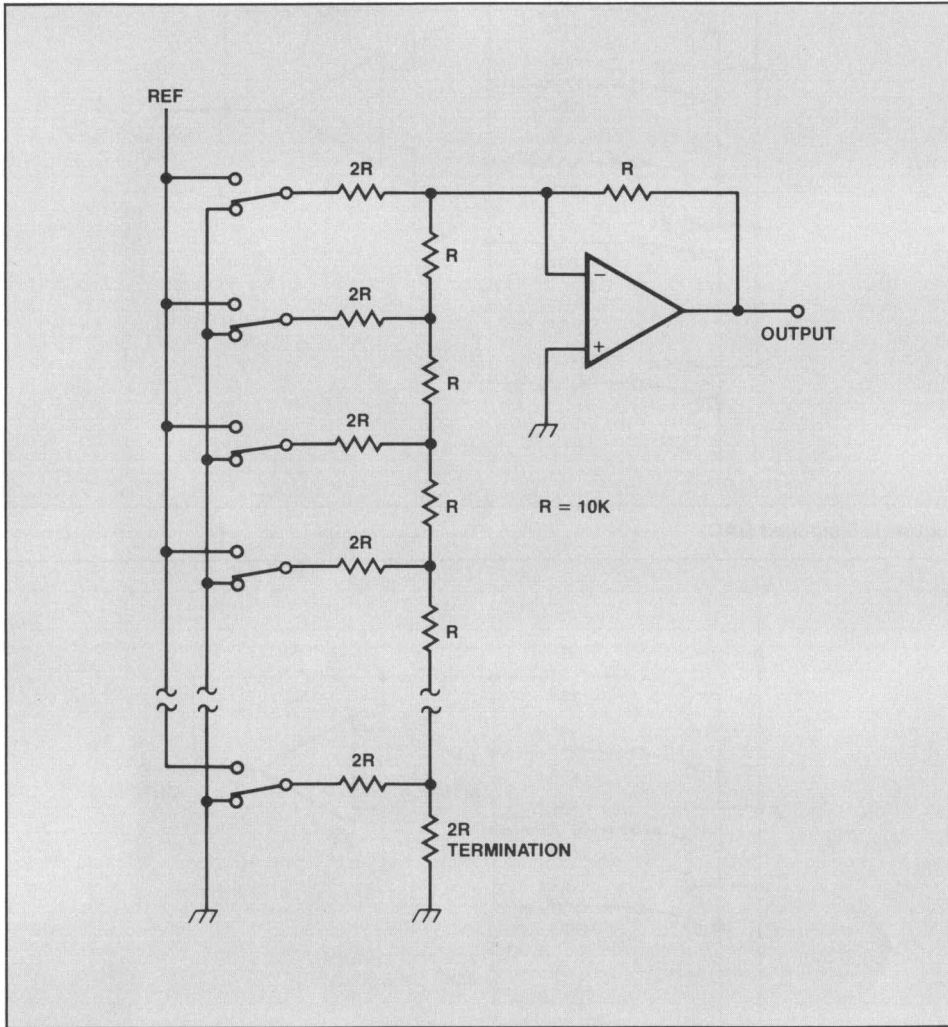 REF
2R
R
R
2R
−
+
OUTPUT
R
2R
R
R = 10K
2R
R
2R
2R
TERMINATION